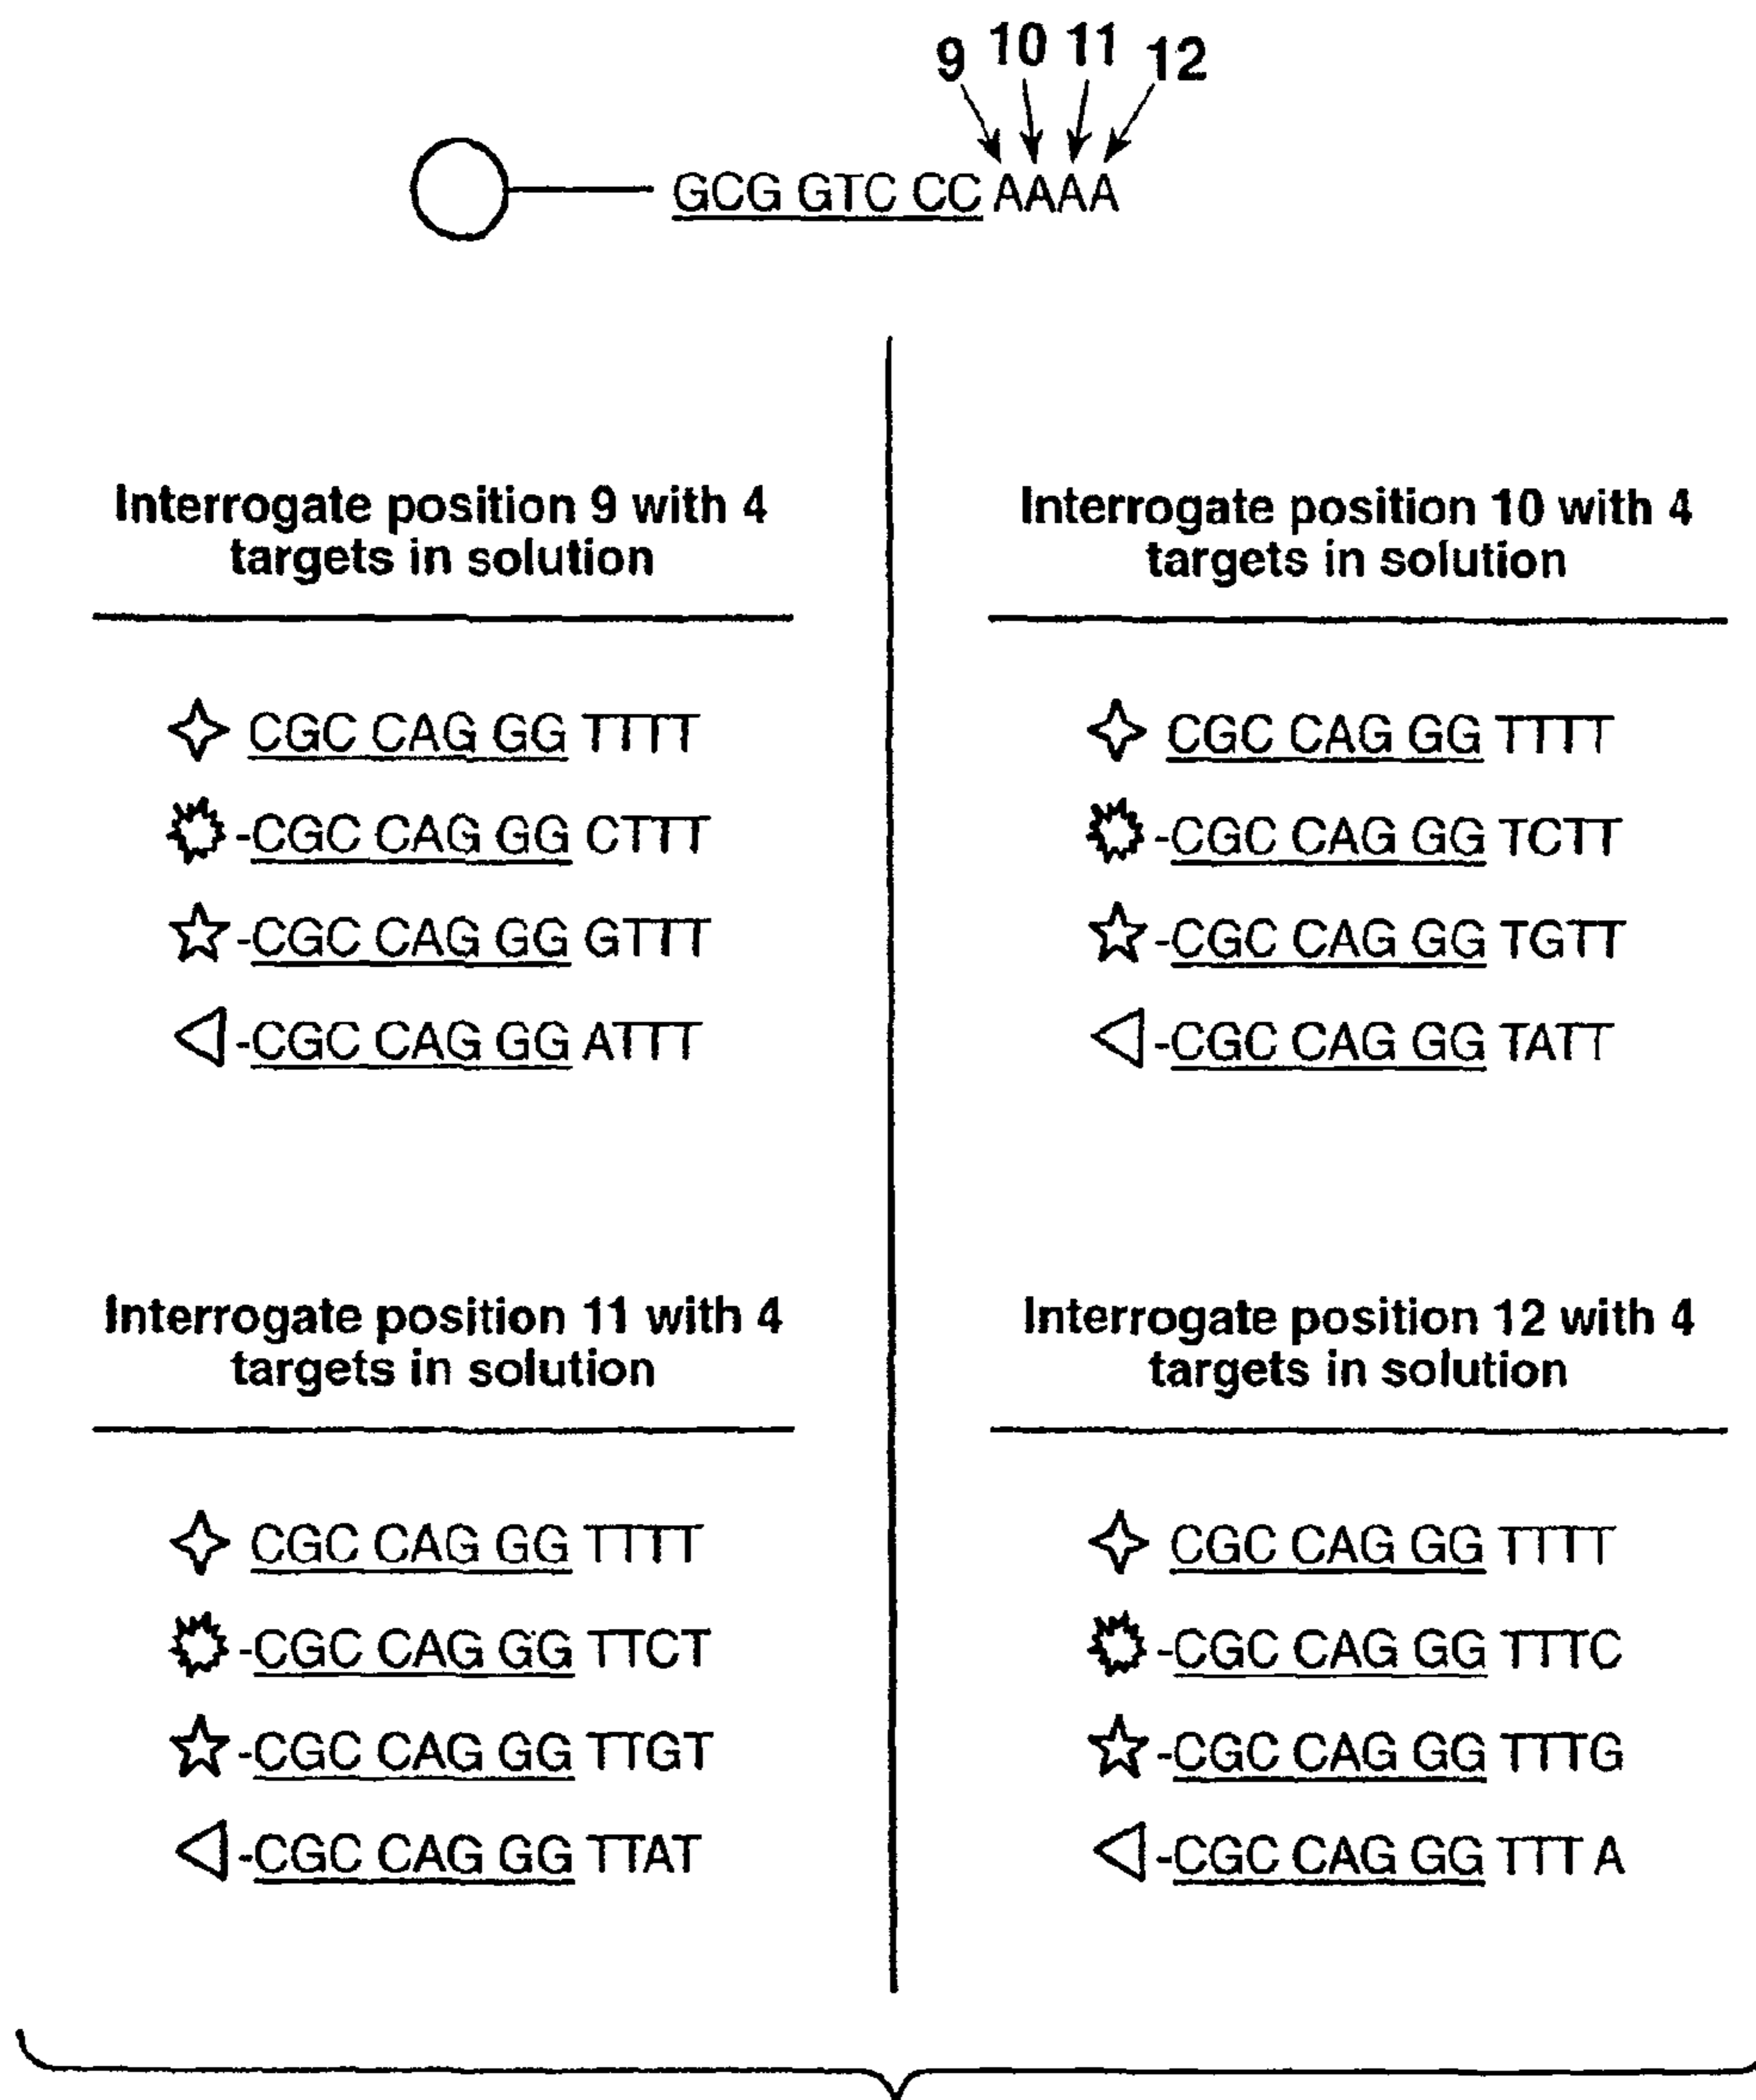 9 10 11 12
GCG GTC CC AAAA
Interrogate position 9 with 4
targets in solution
CGC CAG GG TTTT
-CGC CAG GG CTTT
-CGC CAG GG GTTT
-CGC CAG GG ATTT
Interrogate position 10 with 4
targets in solution
CGC CAG GG TTTT
-CGC CAG GG TCTT
-CGC CAG GG TGTT
-CGC CAG GG TATT
Interrogate position 11 with 4
targets in solution
CGC CAG GG TTTT
-CGC CAG GG TTCT
-CGC CAG GG TTGT
-CGC CAG GG TTAT
Interrogate position 12 with 4
targets in solution
CGC CAG GG TTTT
-CGC CAG GG TTTC
-CGC CAG GG TTTG
-CGC CAG GG TTT A